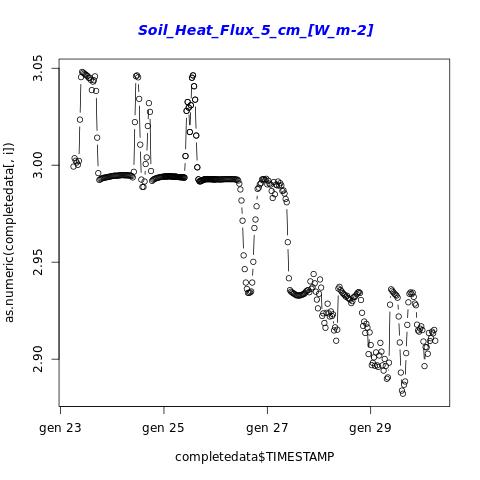 Soil_Heat_Flux_5_cm_[W_m-2]
as.numeric(completedata[, i])
3.05
3.00
2.95
2.90
gen 23 gen 25 gen 27 gen 29
completedata$TIMESTAMP